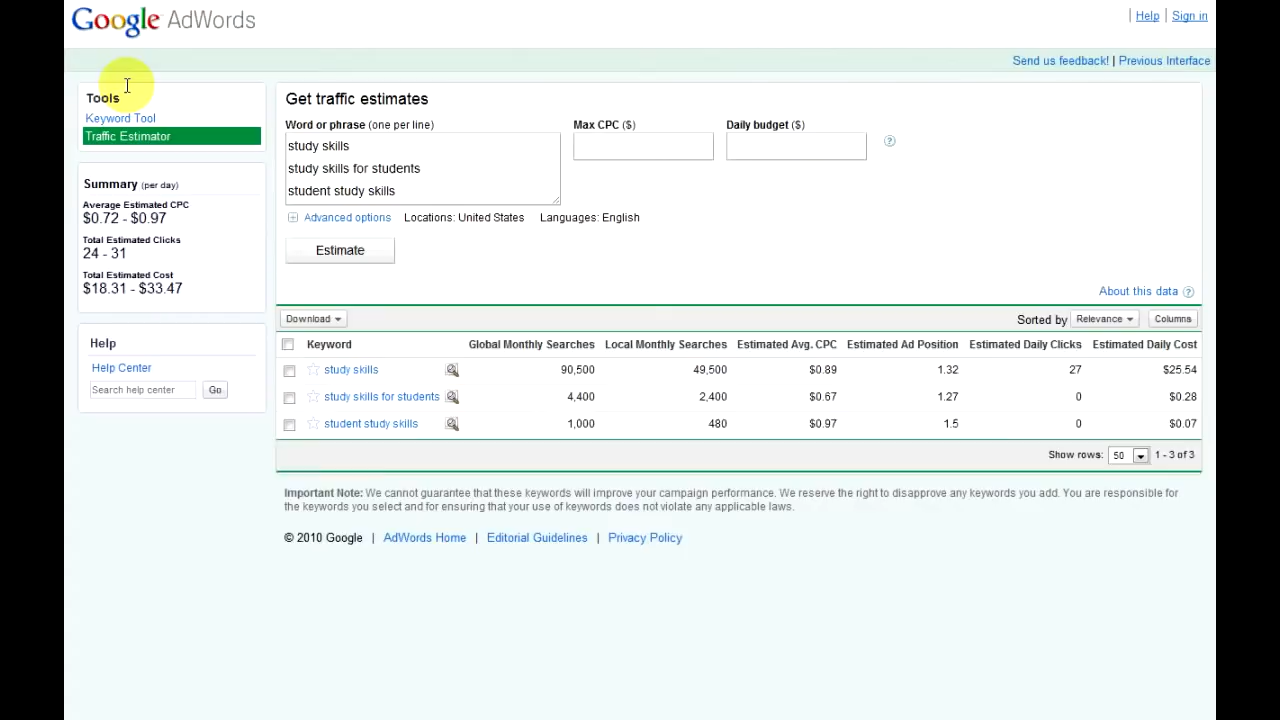 Google AdWords
Help | Sign in
Send us feedback! | Previous Interface
Tools
Keyword Tool
Traffic Estimator
Summary (per day)
Average Estimated CPC
$0.72 - $0.97
Total Estimated Clicks
24 - 31
Total Estimated Cost
$18.31 - $33.47
Help
Help Center
Search help center Go
Get traffic estimates
Word or phrase (one per line) Max CPC ($) Daily budget ($)
study skills
study skills for students
student study skills
Advanced options Locations: United States Languages: English
Estimate
About this data
Download Sorted by Relevance Columns
Keyword Global Monthly Searches Local Monthly Searches Estimated Avg. CPC Estimated Ad Position Estimated Daily Clicks Estimated Daily Cost
study skills 90,500 49,500 $0.89 1.32 27 $25.54
study skills for students 4,400 2,400 $0.67 1.27 0 $0.28
student study skills 1,000 480 $0.97 1.5 0 $0.07
Show rows: 50 1 - 3 of 3
Important Note: We cannot guarantee that these keywords will improve your campaign performance. We reserve the right to disapprove any keywords you add. You are responsible for
the keywords you select and for ensuring that your use of keywords does not violate any applicable laws.
© 2010 Google | AdWords Home | Editorial Guidelines | Privacy Policy